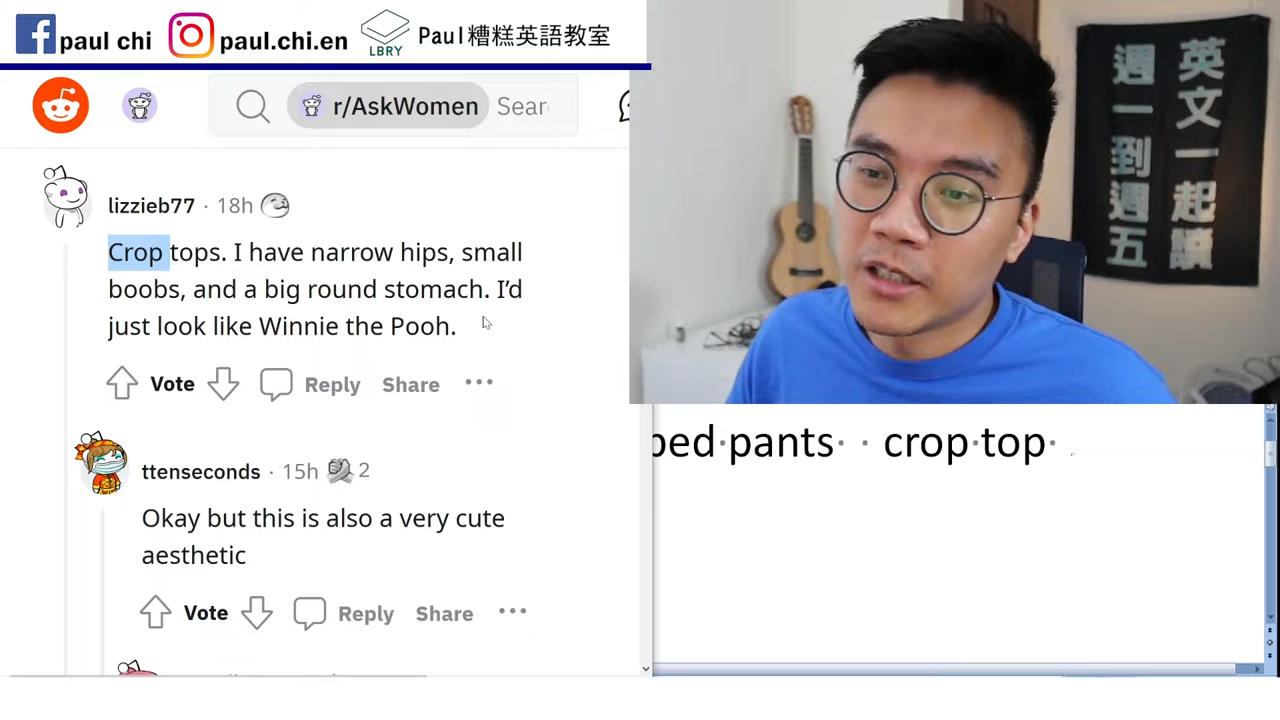 paul chi
paul.chi.en
LBRY
Paul糟糕英語教室
r/AskWomen
Sear
lizzieb77 · 18h
Crop tops. I have narrow hips, small
boobs, and a big round stomach. I'd
just look like Winnie the Pooh.
Vote
Reply
Share
ttenseconds · 15h 2
Okay but this is also a very cute
aesthetic
Vote
Reply
Share
英文一起讀
週一到週五
ped·pants· · crop·top·